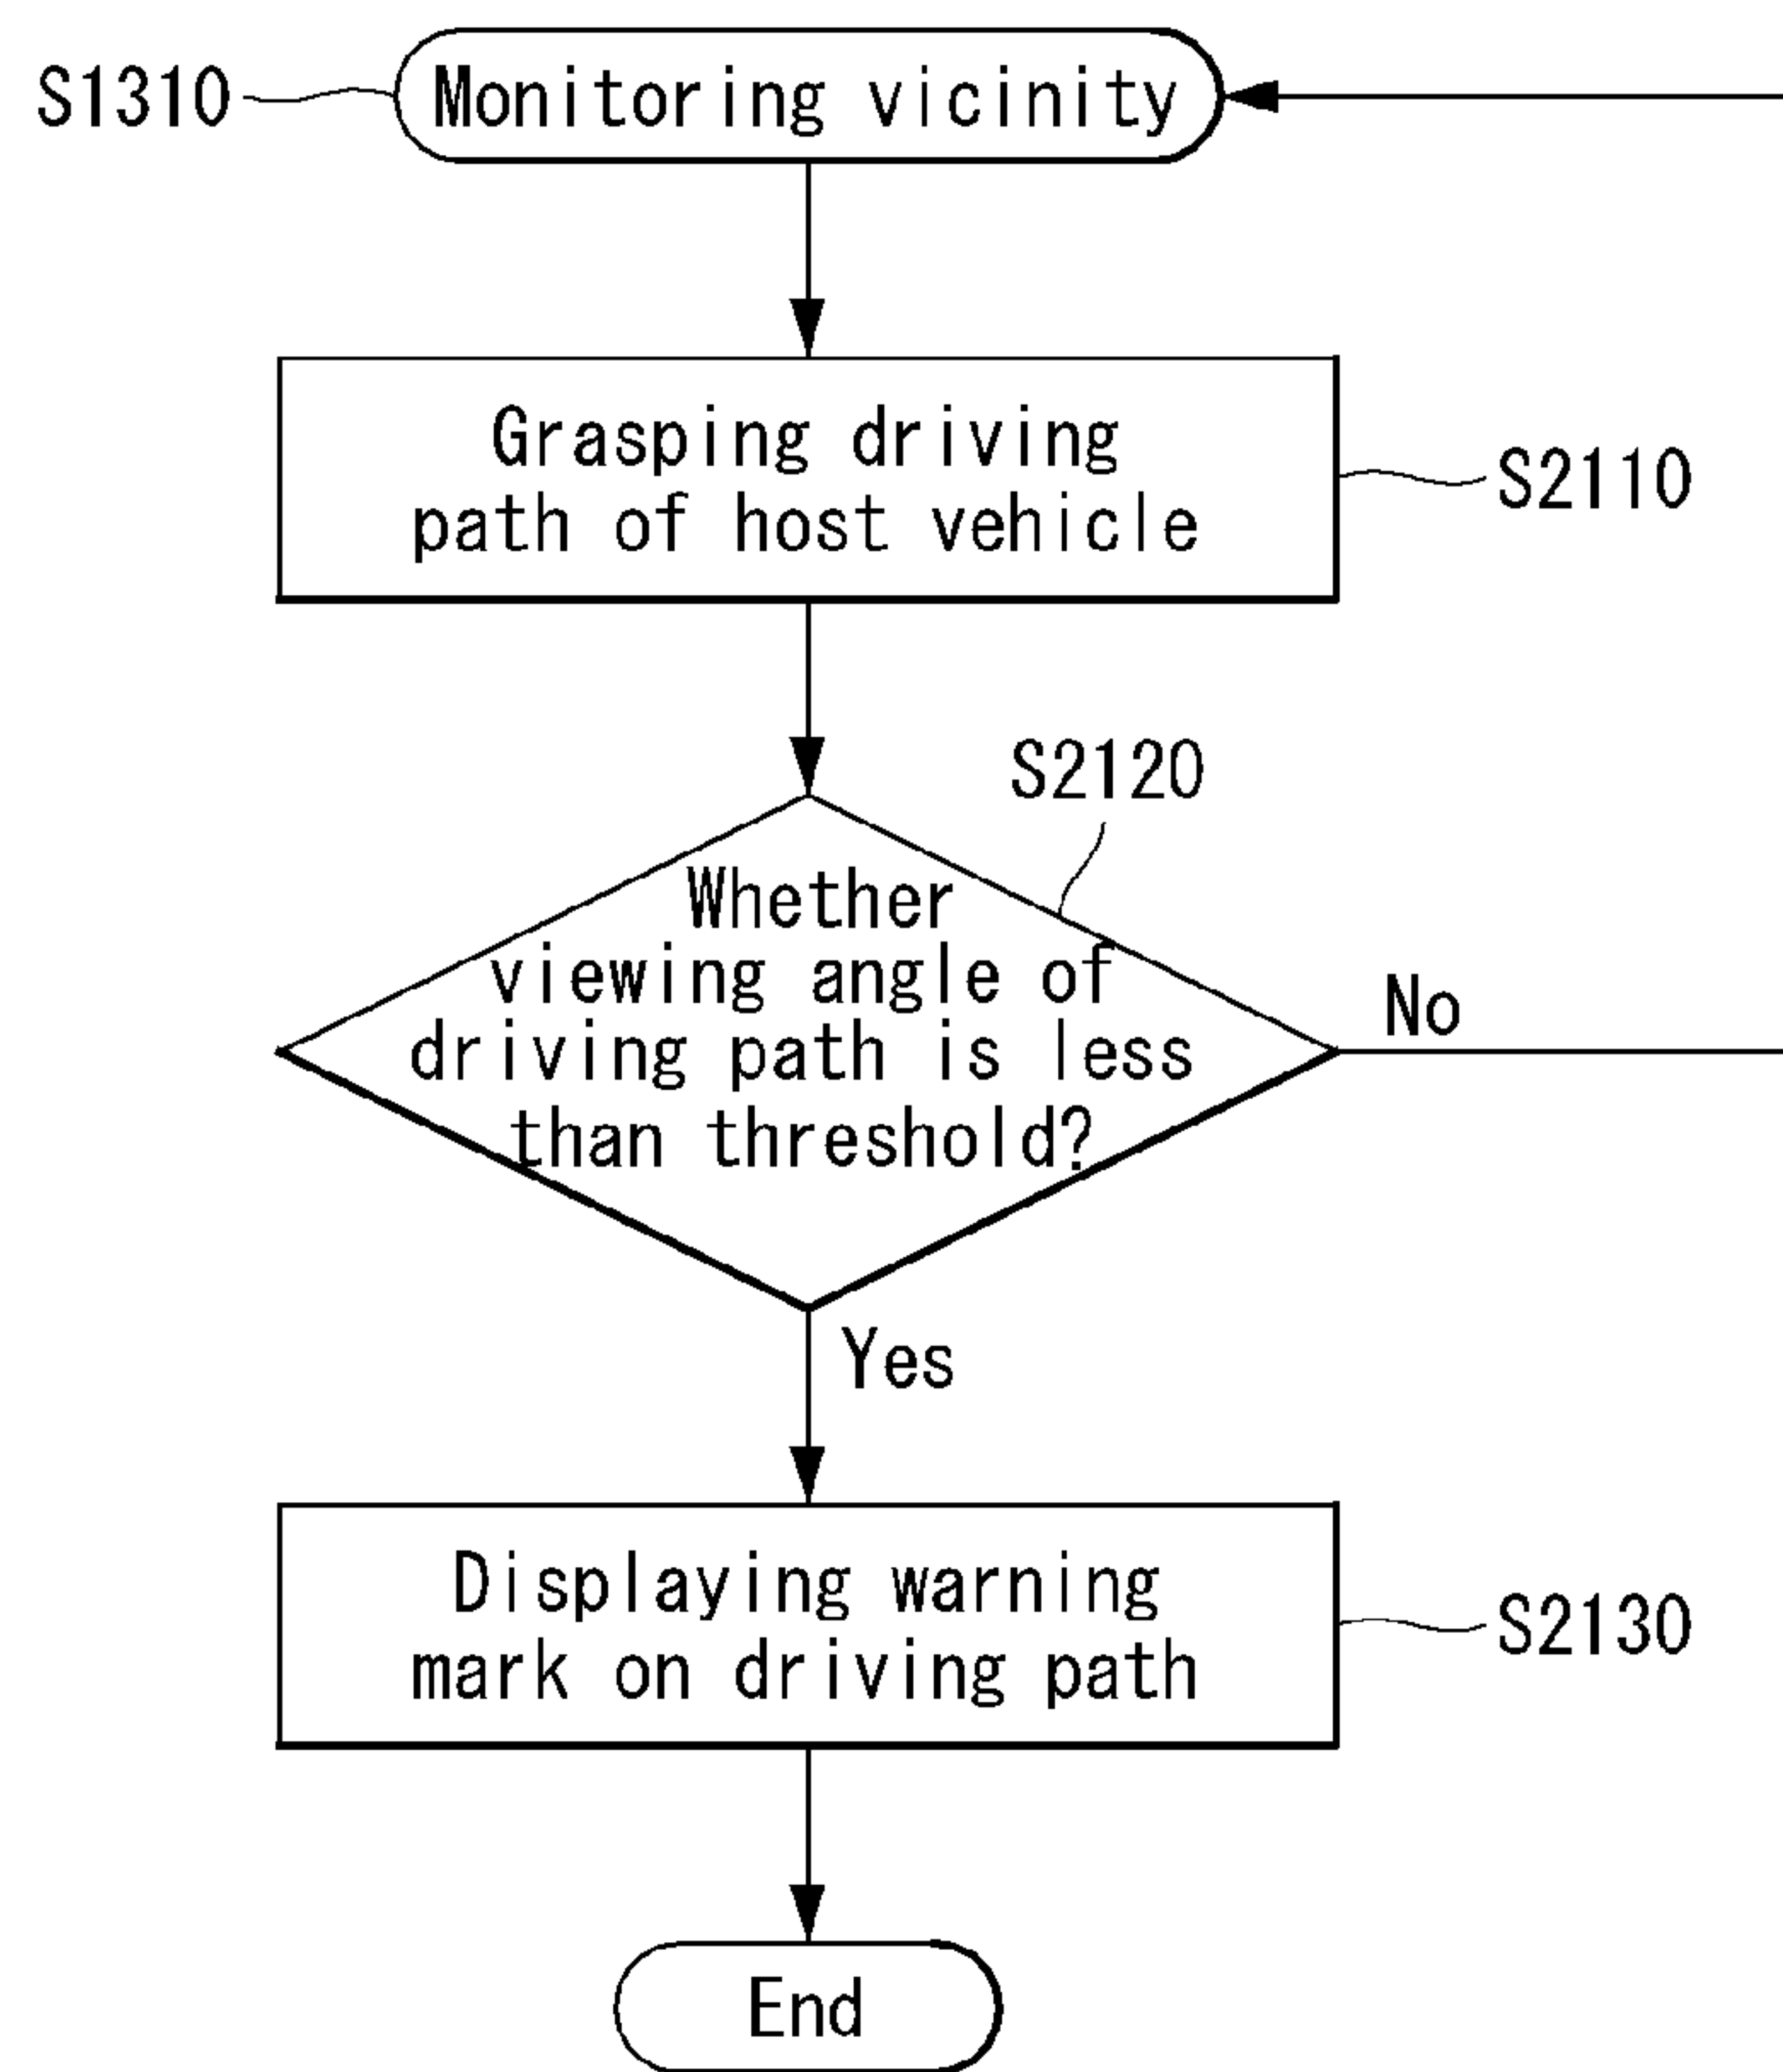 S1310
Monitoring vicinity
Grasping driving
path of host vehicle
S2110
S2120
Whether
viewing angle of
driving path is less
than threshold?
No
Yes
Displaying warning
mark on driving path
S2130
End